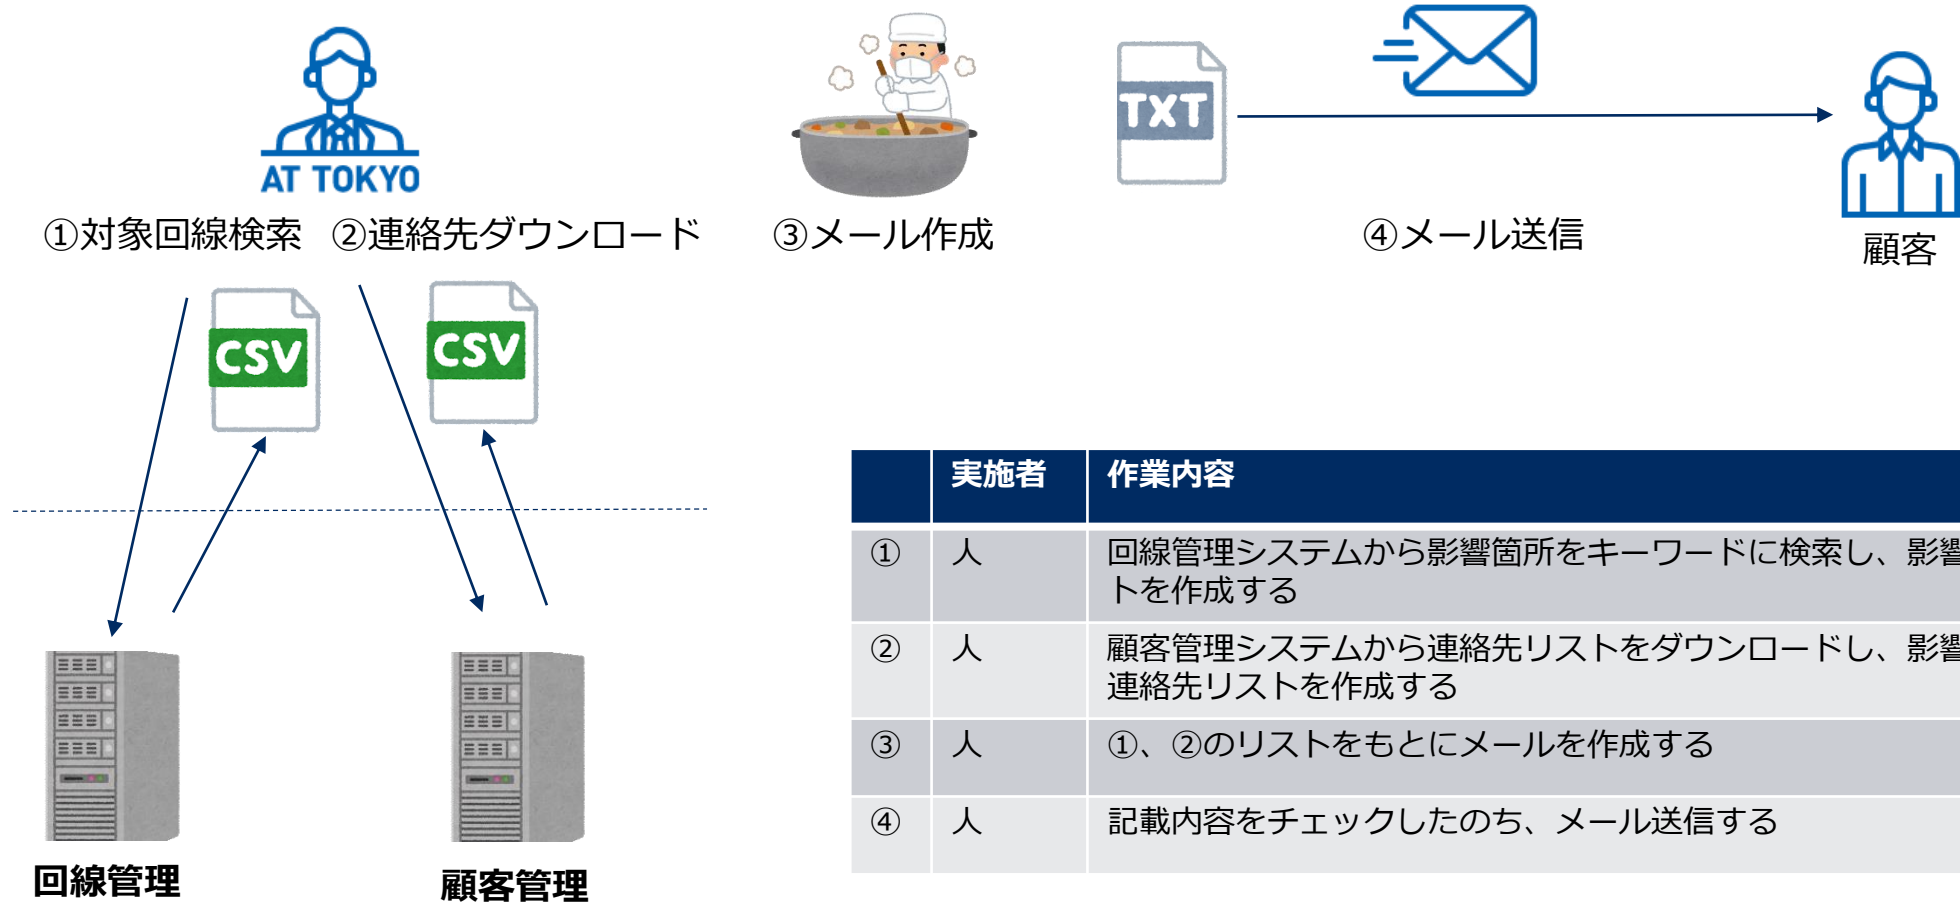 AT TOKYO
①対象回線検索 ②連絡先ダウンロード ③メール作成 ④メール送信
TXT
顧客
CSV
CSV
回線管理
顧客管理
実施者 作業内容
① 人 回線管理システムから影響箇所をキーワードに検索し、影響
トを作成する
② 人 顧客管理システムから連絡先リストをダウンロードし、影響
連絡先リストを作成する
③ 人 ①、②のリストをもとにメールを作成する
④ 人 記載内容をチェックしたのち、メール送信する